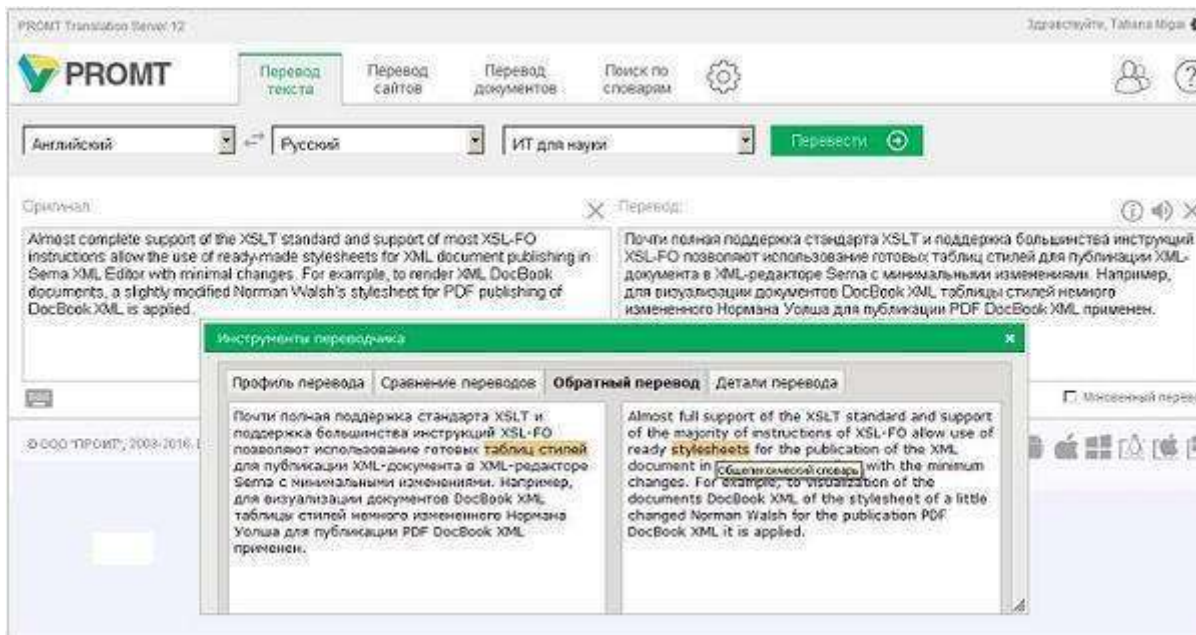 PROMT Translation Server 12
Здравствуйте, Tatiana Migai
PROMT
Перевод текста
Перевод сайтов
Перевод документов
Поиск по словарям
Английский
Русский
ИТ для науки
Перевести
Оригинал:
Перевод:
Almost complete support of the XSLT standard and support of most XSL-FO
instructions allow the use of ready-made stylesheets for XML document publishing in
Serna XML Editor with minimal changes. For example, to render XML DocBook
documents, a slightly modified Norman Walsh's stylesheet for PDF publishing of
DocBook XML is applied.
Почти полная поддержка стандарта XSLT и поддержка большинства инструкций
XSL-FO позволяют использование готовых таблиц стилей для публикации XML-
документа в XML-редакторе Serna с минимальными изменениями. Например,
для визуализации документов DocBook XML таблицы стилей немного
измененного Нормана Уолша для публикации PDF DocBook XML применен.
Инструменты переводчика
Профиль перевода
Сравнение переводов
Обратный перевод
Детали перевода
Почти полная поддержка стандарта XSLT и
поддержка большинства инструкций XSL-FO
позволяют использование готовых таблиц стилей
для публикации XML-документа в XML-редакторе
Serna с минимальными изменениями. Например,
для визуализации документов DocBook XML
таблицы стилей немного измененного Нормана
Уолша для публикации PDF DocBook XML
применен.
Almost full support of the XSLT standard and support
of the majority of instructions of XSL-FO allow use of
ready stylesheets for the publication of the XML
document in with the minimum
Общелексический словарь
changes. For example, to visualization of the
documents DocBook XML of the stylesheet of a little
changed Norman Walsh for the publication PDF
DocBook XML it is applied.
Мгновенный перев
© ООО "ПРОМТ", 2003-2016.